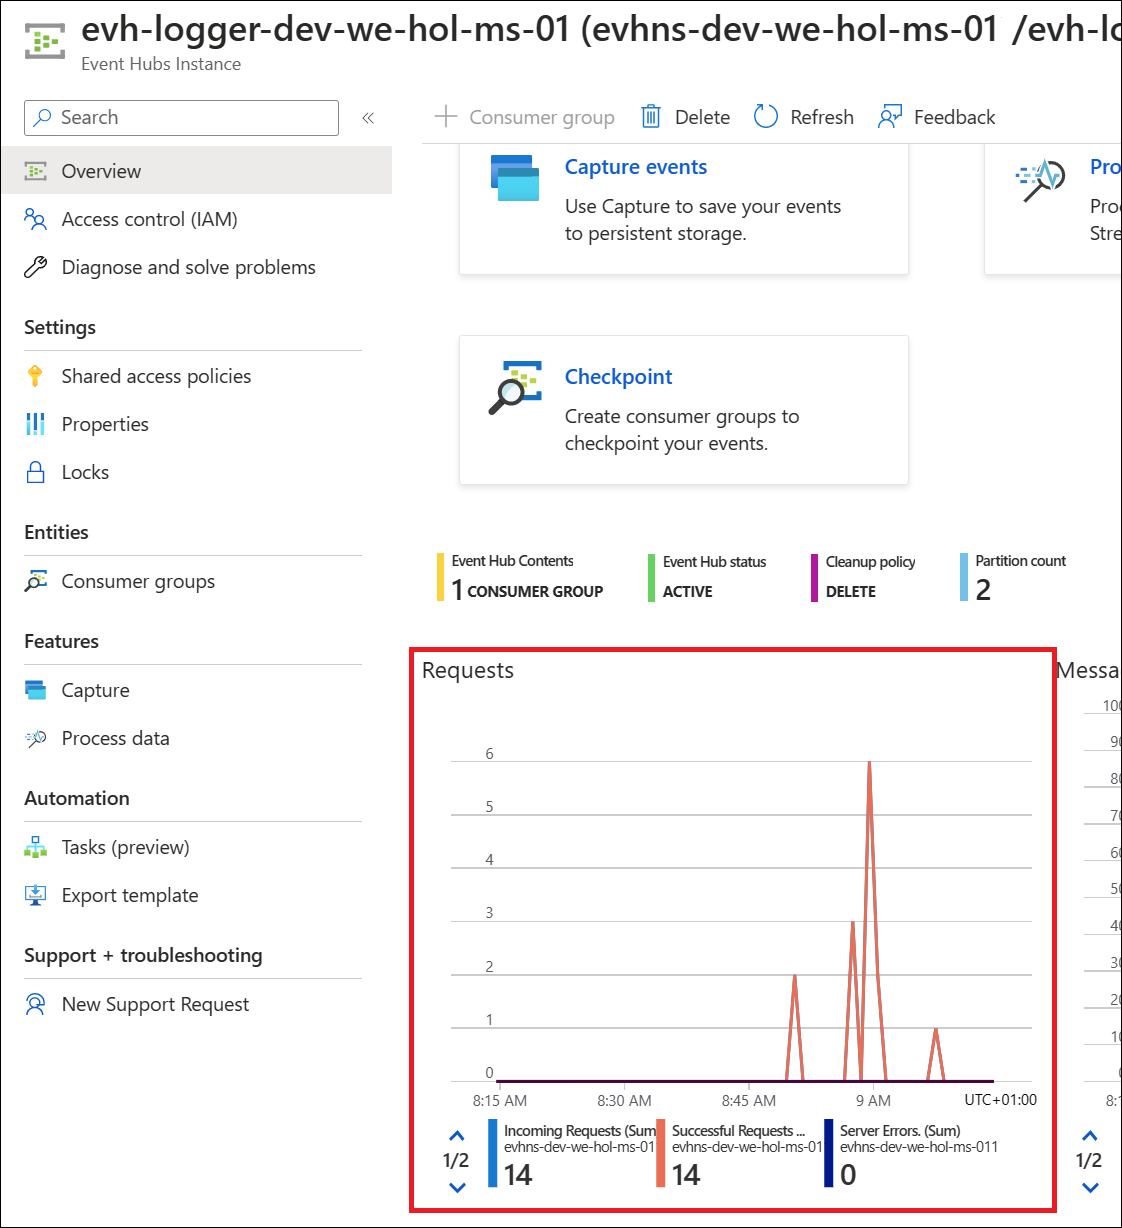 evh-logger-dev-we-hol-ms-01 (evhns-dev-we-hol-ms-01 /evh-lo
Event Hubs Instance
Search
«
Consumer group
Delete
Refresh
Feedback
Overview
Access control (IAM)
Diagnose and solve problems
Settings
Shared access policies
Properties
Locks
Entities
Consumer groups
Features
Capture
Process data
Automation
Tasks (preview)
Export template
Support + troubleshooting
New Support Request
Capture events
Use Capture to save your events
to persistent storage.
Pro
Proc
Stre
Checkpoint
Create consumer groups to
checkpoint your events.
Event Hub Contents
1 CONSUMER GROUP
Event Hub status
ACTIVE
Cleanup policy
DELETE
Partition count
2
Requests
6
5
4
3
2
1
0
8:15 AM
8:30 AM
8:45 AM
9 AM
UTC+01:00
1/2
Incoming Requests (Sum
evhns-dev-we-hol-ms-01
14
Successful Requests ...
evhns-dev-we-hol-ms-01
14
Server Errors. (Sum)
evhns-dev-we-hol-ms-011
0
Messa
100
90
80
70
60
50
40
30
20
10
0
8:1
1/2